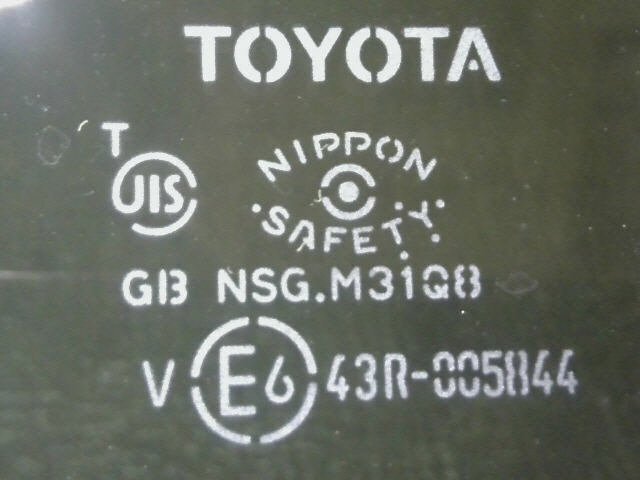 TOYOTA
T
JIS
NIPPON
SAFETY
GB NSG.M31Q8
V E6 43R-005844